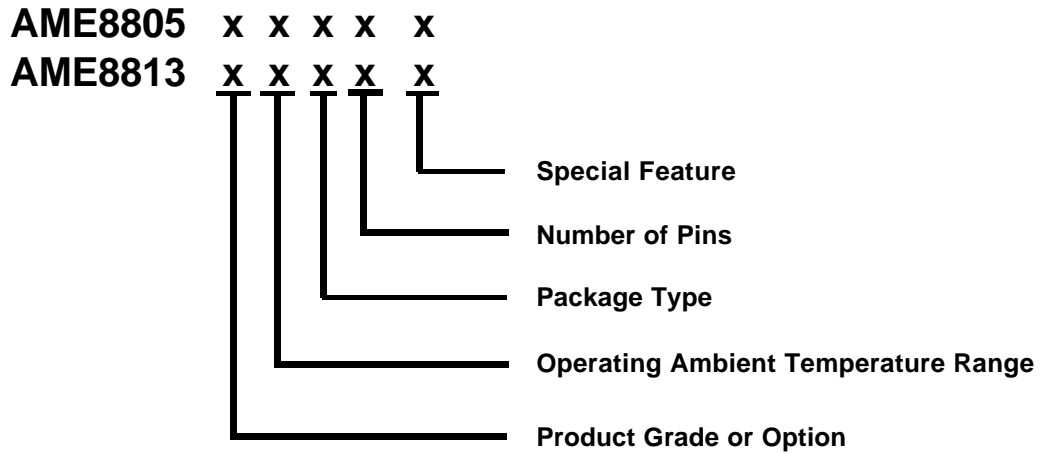 AME8805 x x x x x
AME8813 x x x x x
Special Feature
Number of Pins
Package Type
Operating Ambient Temperature Range
Product Grade or Option